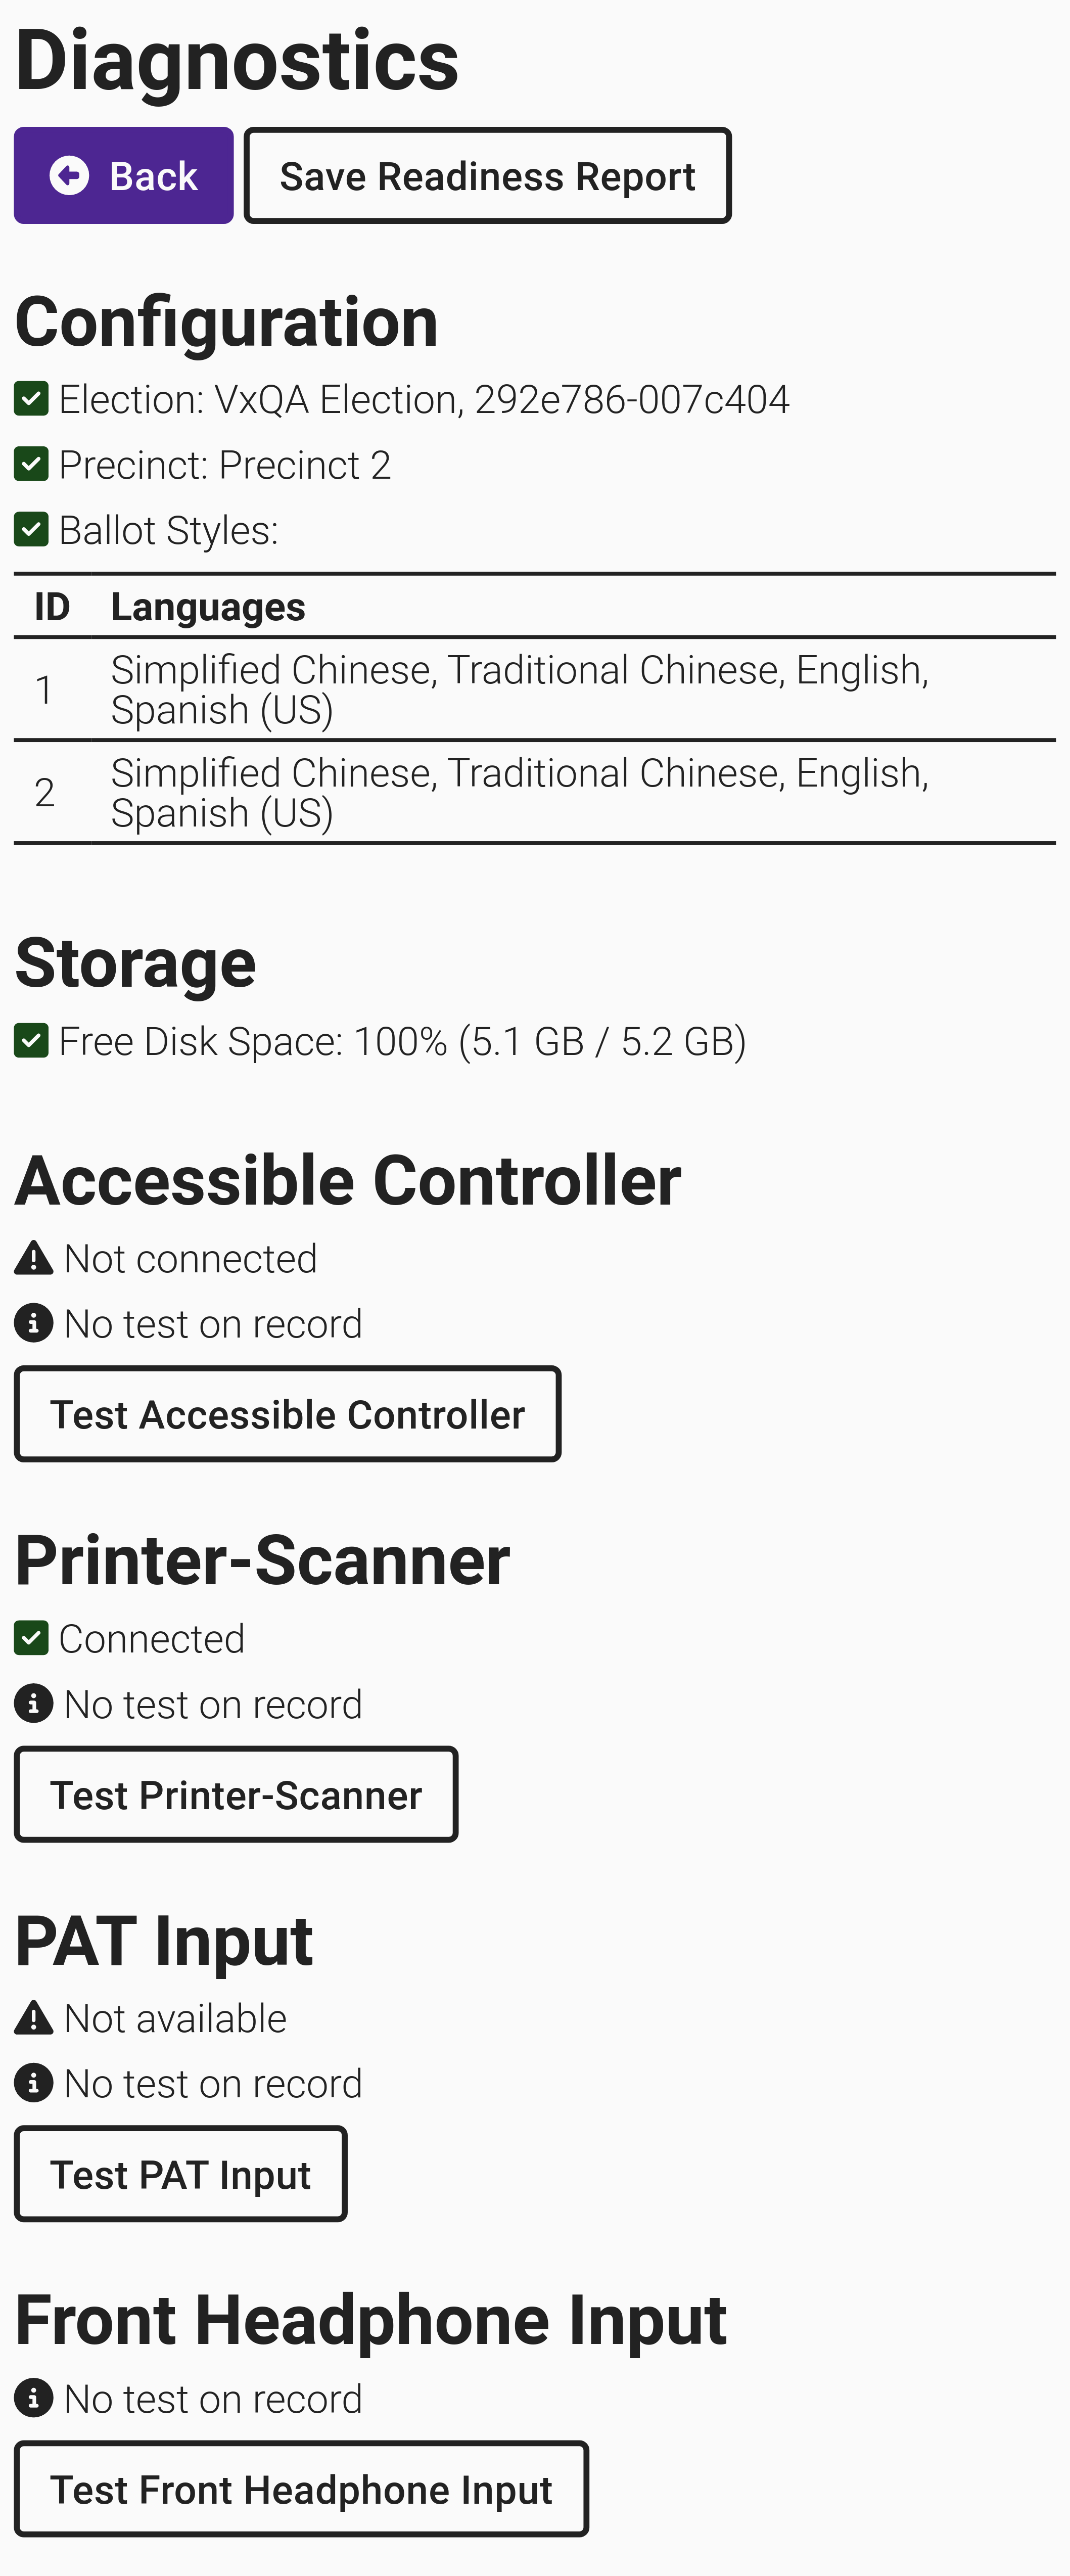 Diagnostics
Back
Save Readiness Report
Configuration
Election: VxQA Election, 292e786-007c404
Precinct: Precinct 2
Ballot Styles:
ID Languages
1 Simplified Chinese, Traditional Chinese, English,
Spanish (US)
2 Simplified Chinese, Traditional Chinese, English,
Spanish (US)
Storage
Free Disk Space: 100% (5.1 GB / 5.2 GB)
Accessible Controller
Not connected
No test on record
Test Accessible Controller
Printer-Scanner
Connected
No test on record
Test Printer-Scanner
PAT Input
Not available
No test on record
Test PAT Input
Front Headphone Input
No test on record
Test Front Headphone Input